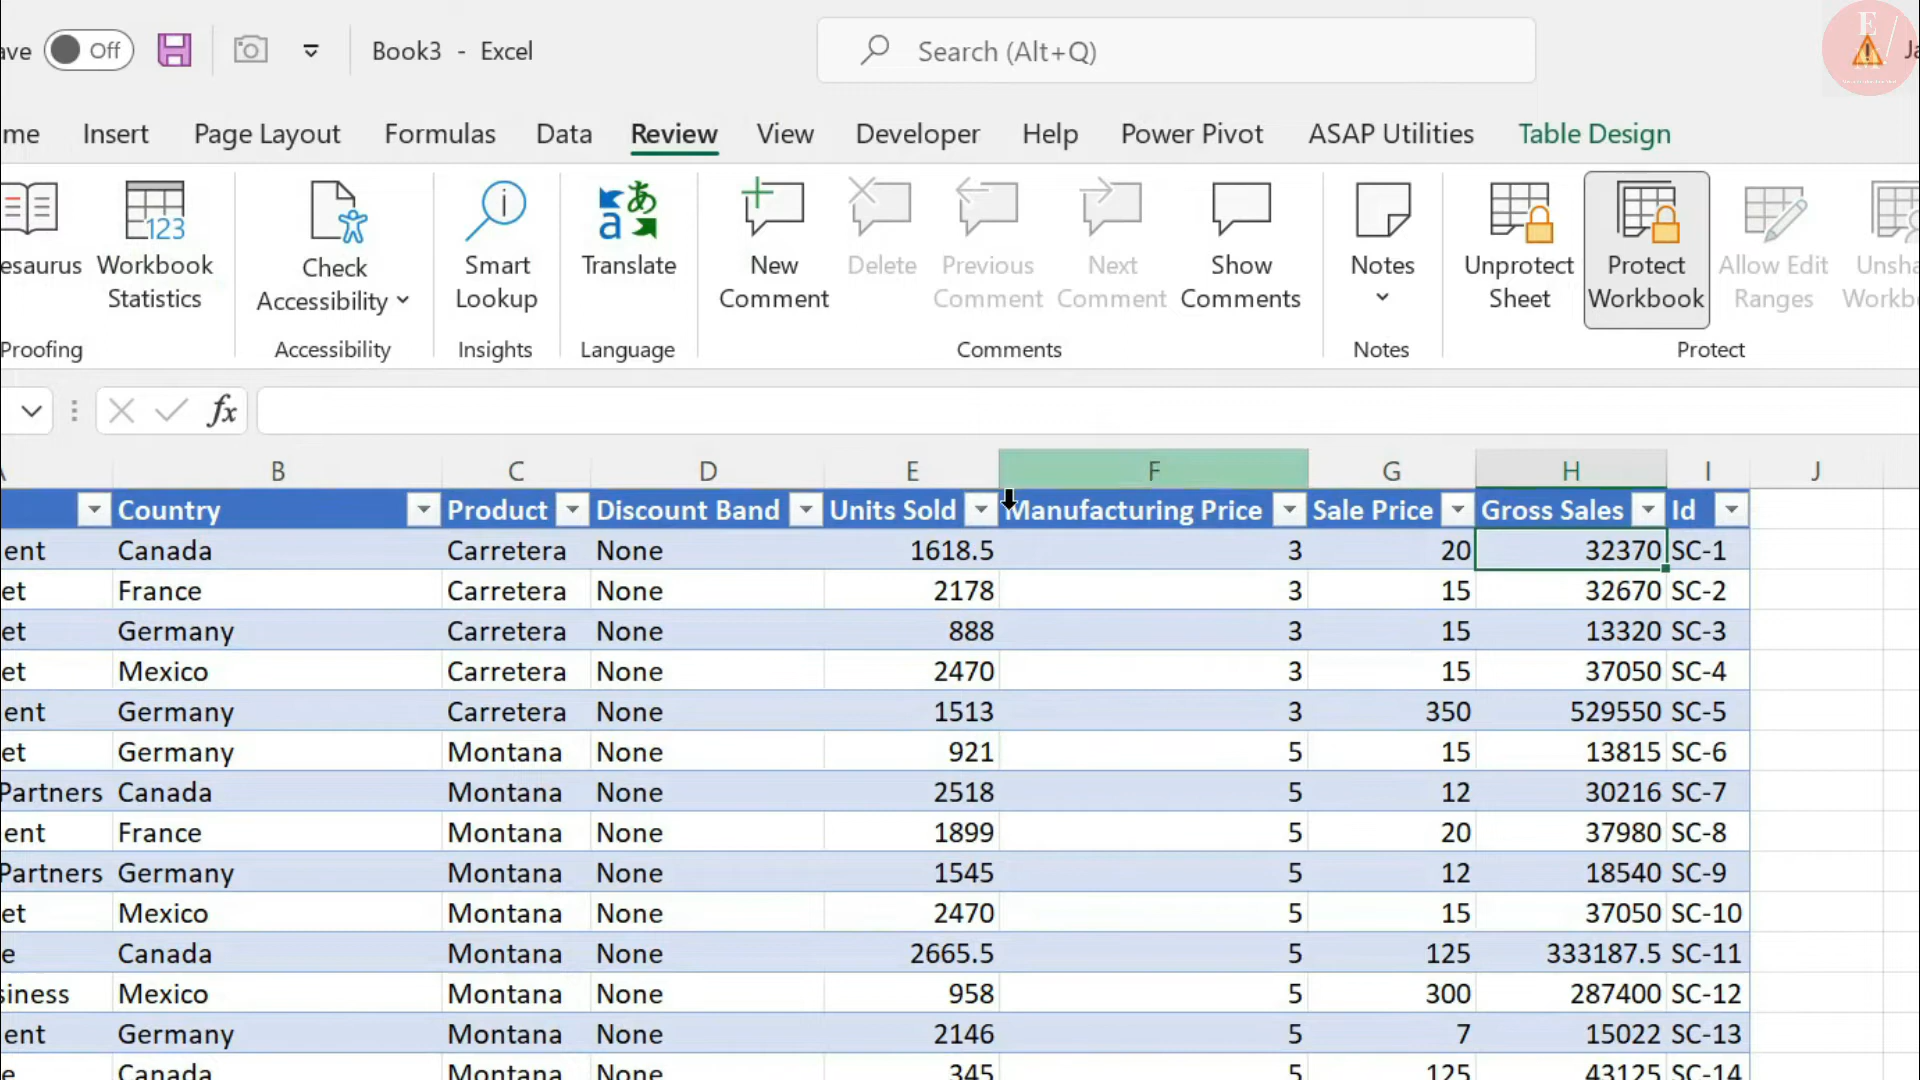 ave Off Book3 - Excel Search (Alt+Q) E Ja
me Insert Page Layout Formulas Data Review View Developer Help Power Pivot ASAP Utilities Table Design
esaurus Workbook Statistics Check Accessibility Smart Lookup Translate New Comment Delete Previous Comment Next Comment Show Comments Notes Unprotect Sheet Protect Workbook Allow Edit Ranges Unsha Workb
Proofing Accessibility Insights Language Comments Notes Protect
fx
A B C D E F G H I J
Country Product Discount Band Units Sold Manufacturing Price Sale Price Gross Sales Id
ent Canada Carretera None 1618.5 3 20 32370 SC-1
et France Carretera None 2178 3 15 32670 SC-2
et Germany Carretera None 888 3 15 13320 SC-3
et Mexico Carretera None 2470 3 15 37050 SC-4
ent Germany Carretera None 1513 3 350 529550 SC-5
et Germany Montana None 921 5 15 13815 SC-6
Partners Canada Montana None 2518 5 12 30216 SC-7
ent France Montana None 1899 5 20 37980 SC-8
Partners Germany Montana None 1545 5 12 18540 SC-9
et Mexico Montana None 2470 5 15 37050 SC-10
e Canada Montana None 2665.5 5 125 333187.5 SC-11
siness Mexico Montana None 958 5 300 287400 SC-12
ent Germany Montana None 2146 5 7 15022 SC-13
e Canada Montana None 345 5 125 43125 SC-14